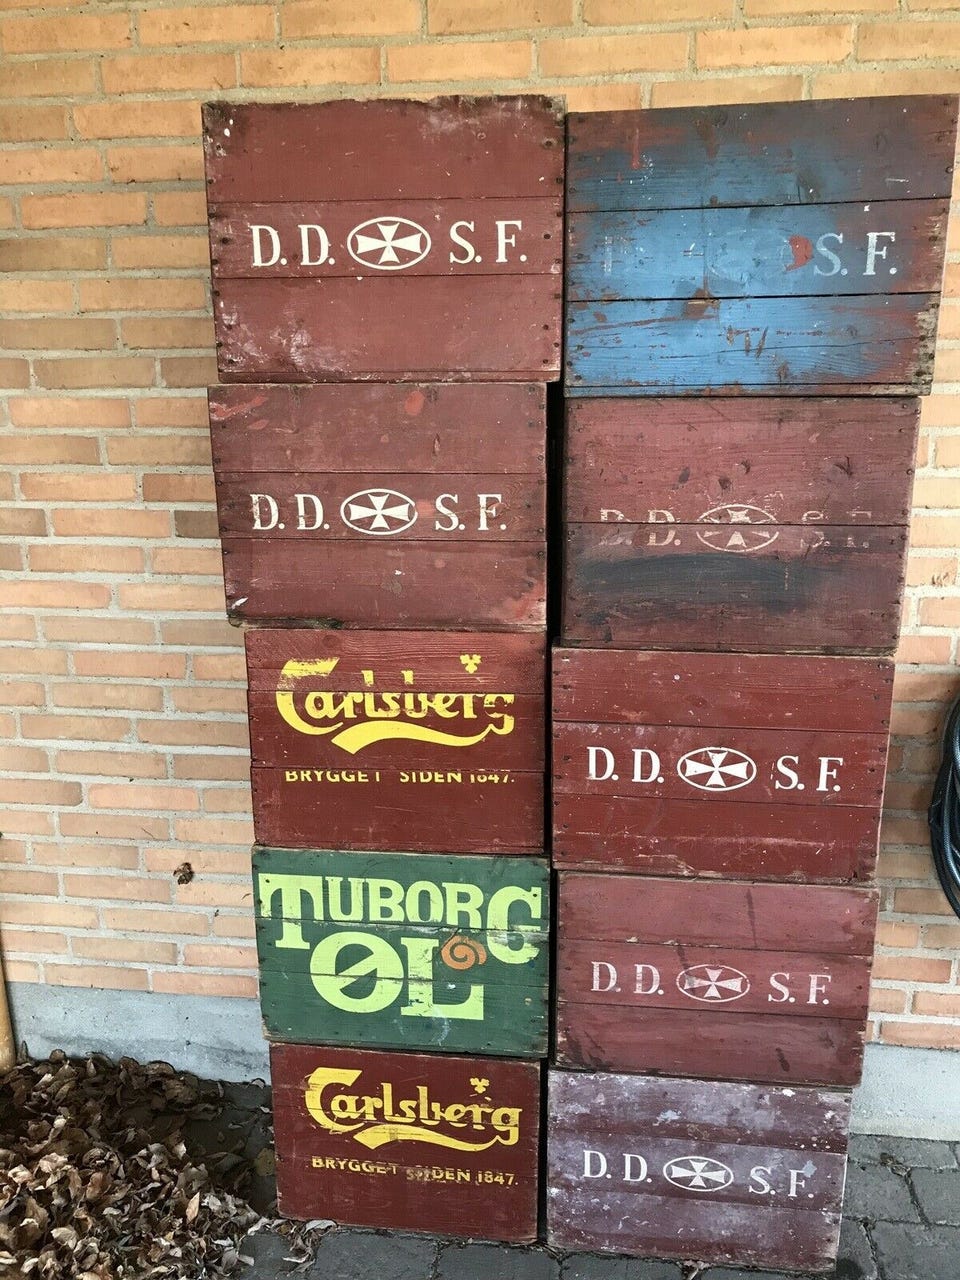 D.D. S.F.
D.D. S.F.
Carlsberg
BRYGGET SIDEN 1847.
TUBORG
ØL
Carlsberg
BRYGGET SIDEN 1847.
S.F.
D.D. S.F.
D.D. S.F.
D.D. S.F.
D.D. S.F.